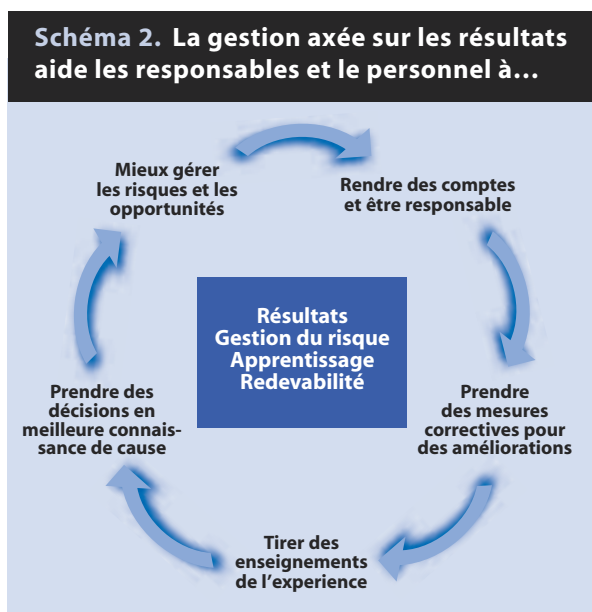 Schéma 2. La gestion axée sur les résultats
aide les responsables et le personnel à…
Mieux gérer
les risques et les
opportunités
Rendre des comptes
et être responsable
Résultats
Gestion du risque
Apprentissage
Redevabilité
Prendre des
décisions en
meilleure connais-
sance de cause
Prendre
des mesures
correctives pour
des améliorations
Tirer des
enseignements
de l’experience